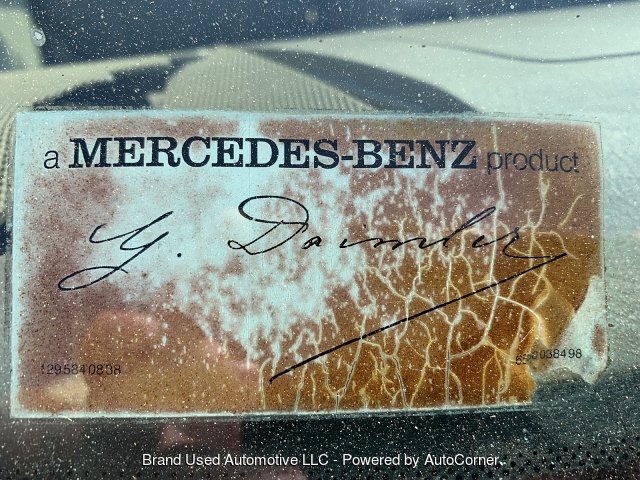 a MERCEDES-BENZ product
G. Daimler
1295840838
Brand Used Automotive LLC - Powered by AutoCorner